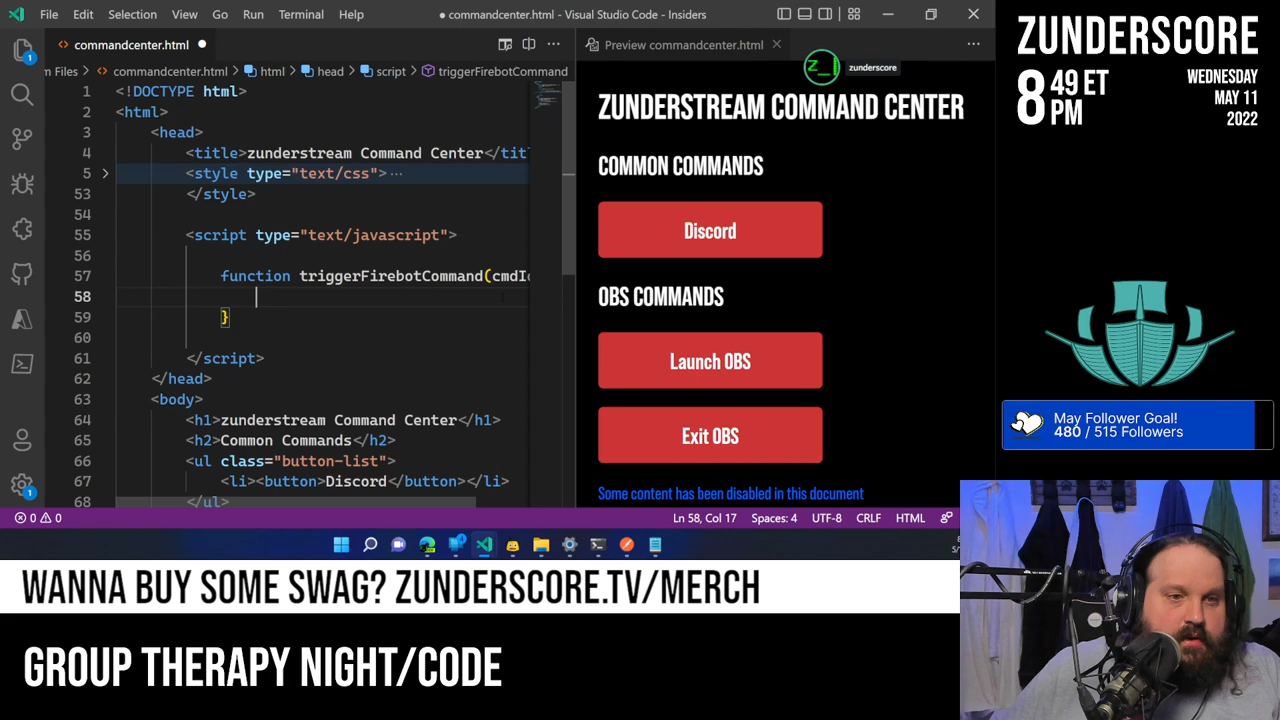 File Edit Selection View Go Run Terminal Help
● commandcenter.html - Visual Studio Code - Insiders
commandcenter.html ●
m Files > commandcenter.html > html > head > script > triggerFirebotCommand
1 <!DOCTYPE html>
2 <html>
3 <head>
4 <title>zunderstream Command Center</titl
5 <style type="text/css"> ...
53 </style>
54
55 <script type="text/javascript">
56
57 function triggerFirebotCommand(cmdId
58
59 }
60
61 </script>
62 </head>
63 <body>
64 <h1>zunderstream Command Center</h1>
65 <h2>Common Commands</h2>
66 <ul class="button-list">
67 <li><button>Discord</button></li>
68 </ul>
1
1
Preview commandcenter.html
Z_
zunderscore
ZUNDERSTREAM COMMAND CENTER
COMMON COMMANDS
Discord
OBS COMMANDS
Launch OBS
Exit OBS
Some content has been disabled in this document
0 0
Ln 58, Col 17 Spaces: 4 UTF-8 CRLF HTML
ZUNDERSCORE
8 49 ET PM
WEDNESDAY
MAY 11
2022
May Follower Goal!
480 / 515 Followers
WANNA BUY SOME SWAG? ZUNDERSCORE.TV/MERCH
GROUP THERAPY NIGHT/CODE